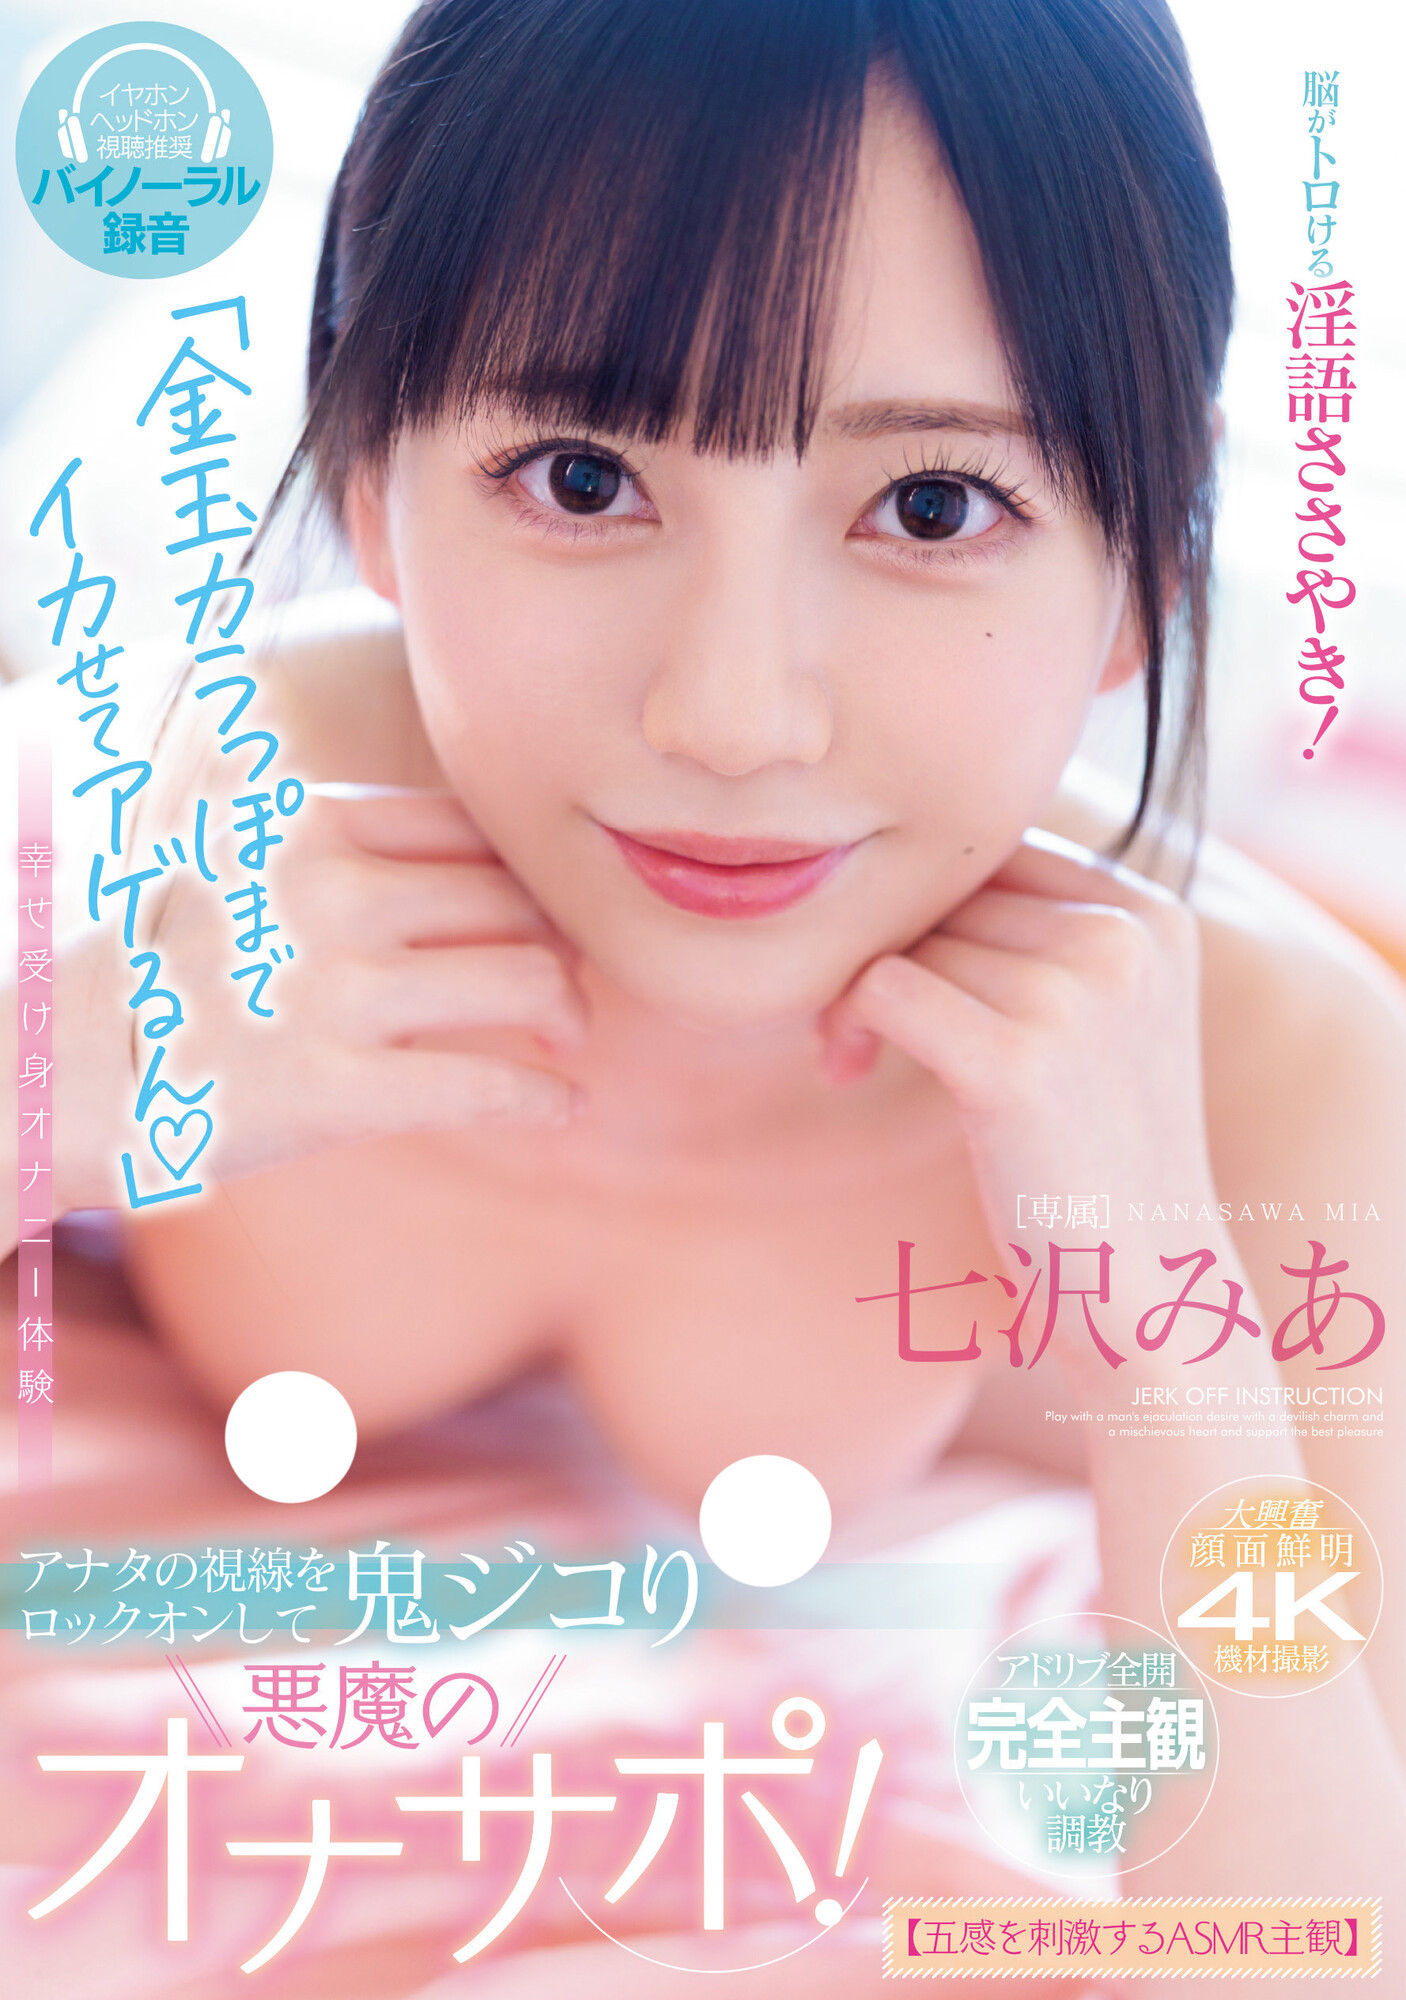 イヤホン
ヘッドホン
視聴推奨
バイノーラル
録音
脳がトロける
淫語ささやき!
「金玉カラっぽまで
イカせてアゲるん♡」
幸せ受け身オナニー体験
[専属] NANASAWA MIA
七沢みあ
JERK OFF INSTRUCTION
Play with a man's ejaculation desire with a devilish charm and
a mischievous heart and support the best pleasure
アナタの視線を
ロックオンして
鬼ジコり
悪魔の
オナサポ!
大興奮
顔面鮮明
4K
機材撮影
アドリブ全開
完全主観
いいなり
調教
【五感を刺激するASMR主観】